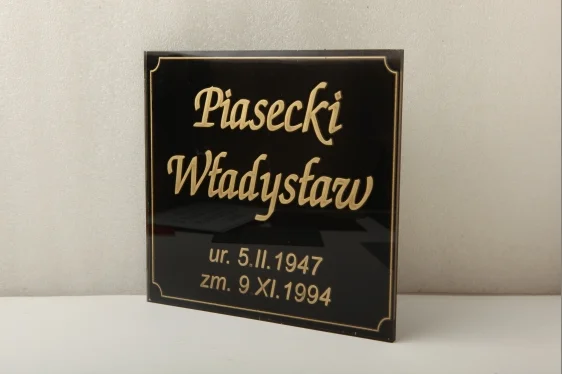 Piasecki
Władysław
ur. 5.II.1947
zm. 9 XI.1994